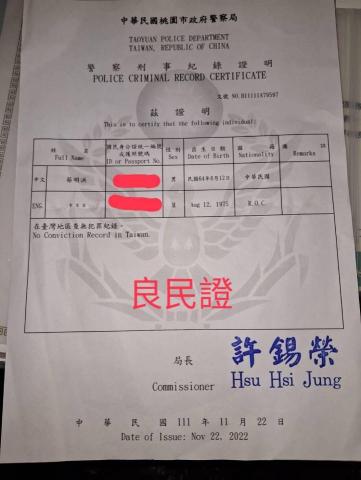 中華民國桃園市政府警察局
TAOYUAN POLICE DEPARTMENT
TAIWAN, REPUBLIC OF CHINA
警察刑事紀錄證明
POLICE CRIMINAL RECORD CERTIFICATE
文號 NO.B11111A79597
茲證明
This is to certify that the following individual:
姓名 國民身分證統一編號或護照號碼 性別 出生日期 國籍 備註
Full Name ID or Passport No. Sex Date of Birth Nationality Remarks
中文 男 民國64年8月12日 中華民國
ENG M Aug 12, 1975 R.O.C.
在臺灣地區查無犯罪紀錄。
No Conviction Record in Taiwan.
良民證
局長 許錫榮
Commissioner Hsu Hsi Jung
中華民國 111 年 11 月 22 日
Date of Issue: Nov 22, 2022